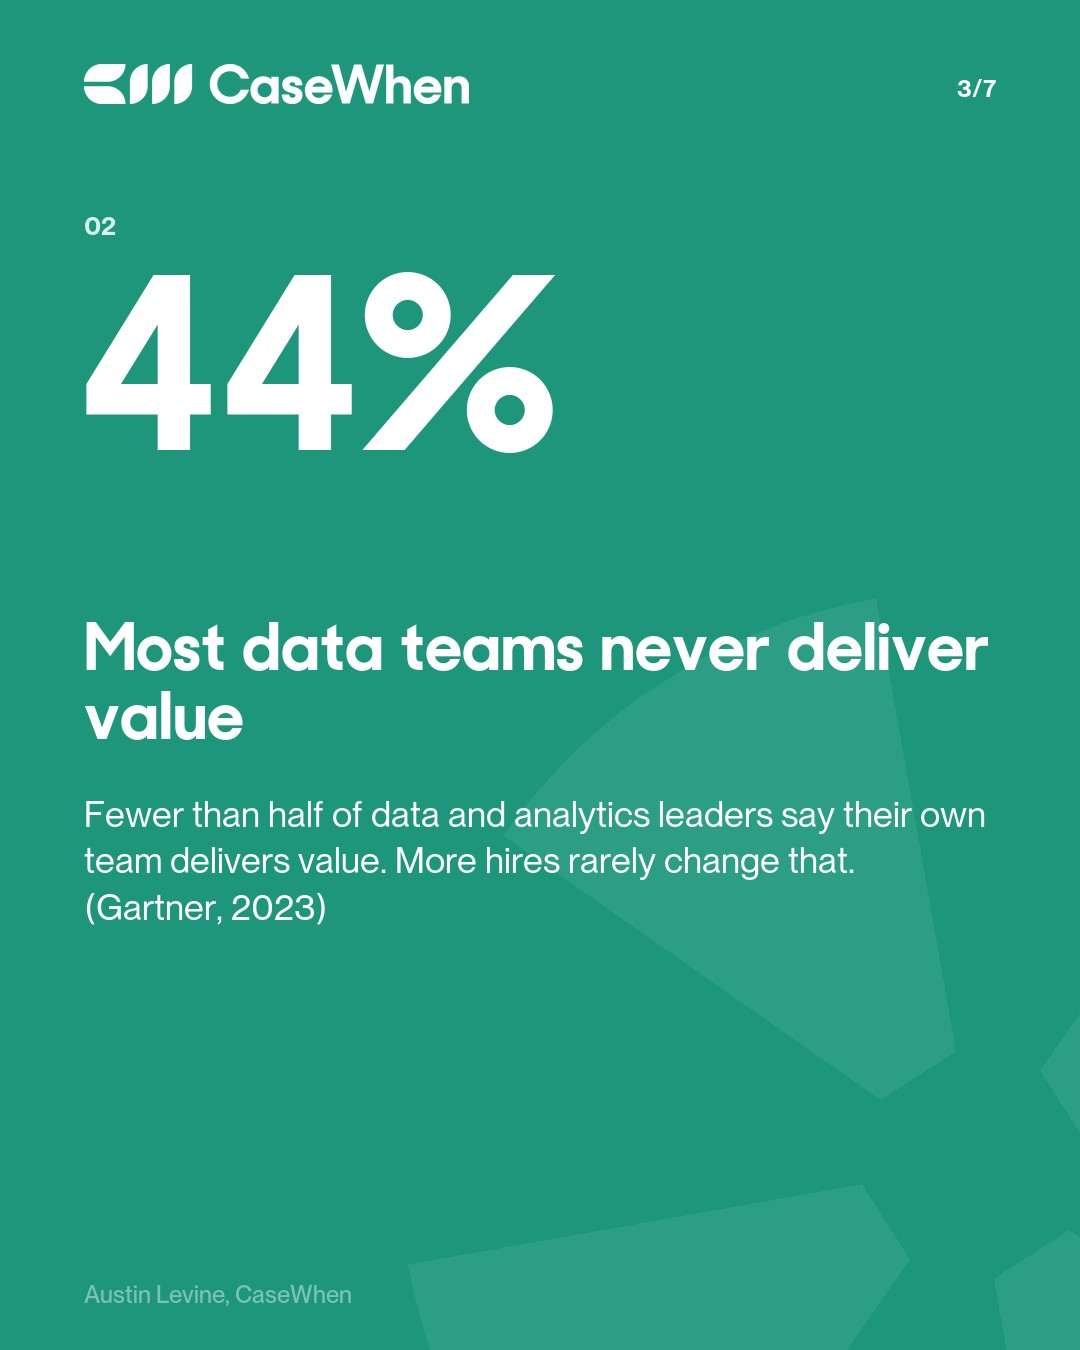 CaseWhen
3/7
02
44%
Most data teams never deliver
value
Fewer than half of data and analytics leaders say their own
team delivers value. More hires rarely change that.
(Gartner, 2023)
Austin Levine, CaseWhen